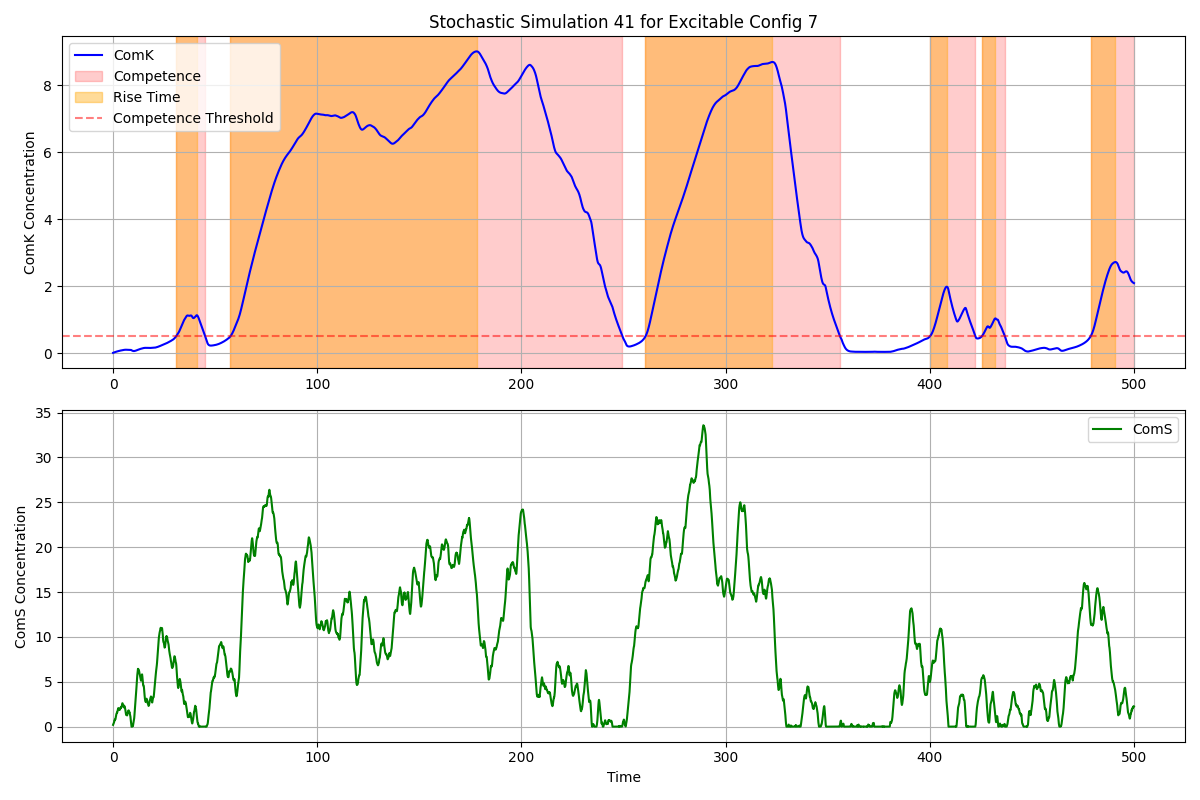 Stochastic Simulation 41 for Excitable Config 7
ComK
Competence
Rise Time
Competence Threshold
ComK Concentration
8
6
4
2
0
0 100 200 300 400 500
ComS
ComS Concentration
35
30
25
20
15
10
5
0
0 100 200 300 400 500
Time